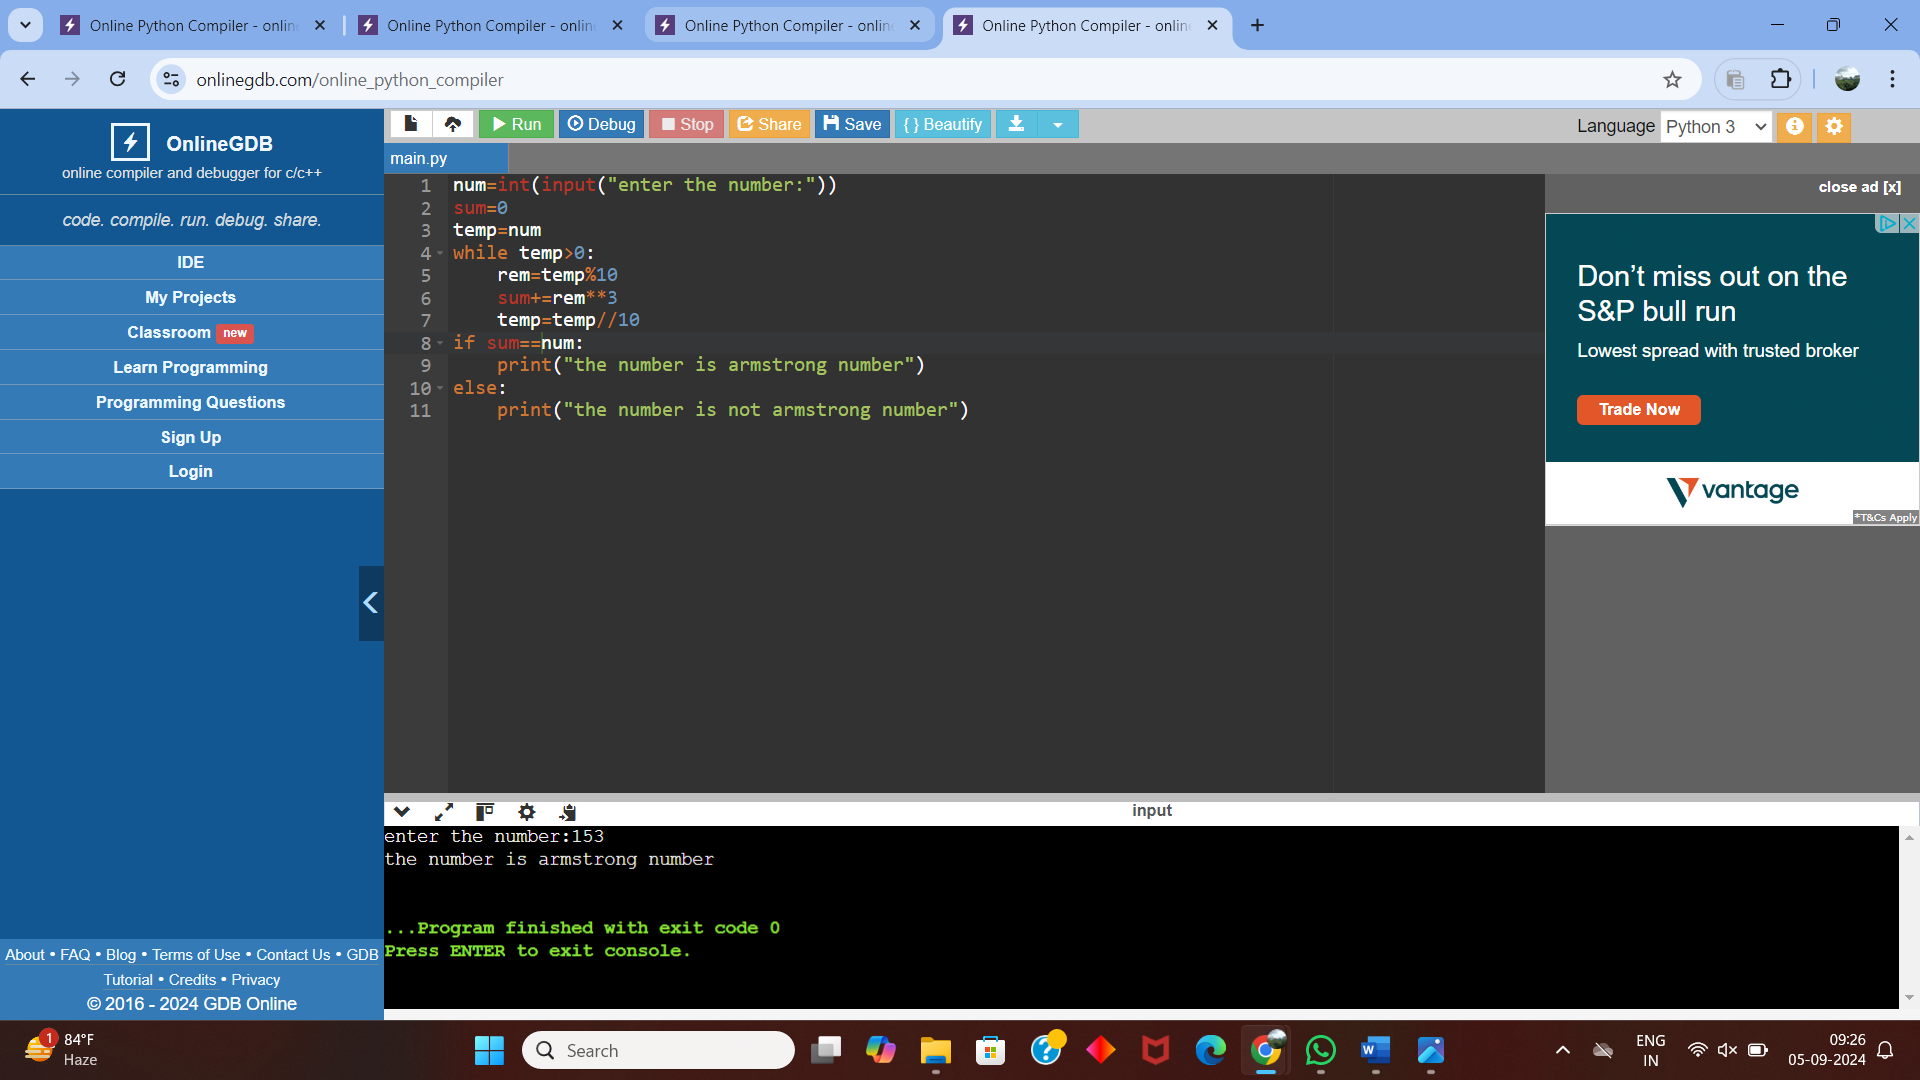 Online Python Compiler - onlin
Online Python Compiler - onlin
Online Python Compiler - onlin
Online Python Compiler - onlin
onlinegdb.com/online_python_compiler
OnlineGDB
online compiler and debugger for c/c++
code. compile. run. debug. share.
IDE
My Projects
Classroom new
Learn Programming
Programming Questions
Sign Up
Login
About • FAQ • Blog • Terms of Use • Contact Us • GDB
Tutorial • Credits • Privacy
© 2016 - 2024 GDB Online
Run Debug Stop Share Save { } Beautify
Language Python 3
main.py
1 num=int(input("enter the number:"))
2 sum=0
3 temp=num
4 while temp>0:
5 rem=temp%10
6 sum+=rem**3
7 temp=temp//10
8 if sum==num:
9 print("the number is armstrong number")
10 else:
11 print("the number is not armstrong number")
close ad [x]
Don’t miss out on the
S&P bull run
Lowest spread with trusted broker
Trade Now
vantage
*T&Cs Apply
input
enter the number:153
the number is armstrong number
...Program finished with exit code 0
Press ENTER to exit console.
1
84°F
Haze
Search
ENG
IN
09:26
05-09-2024